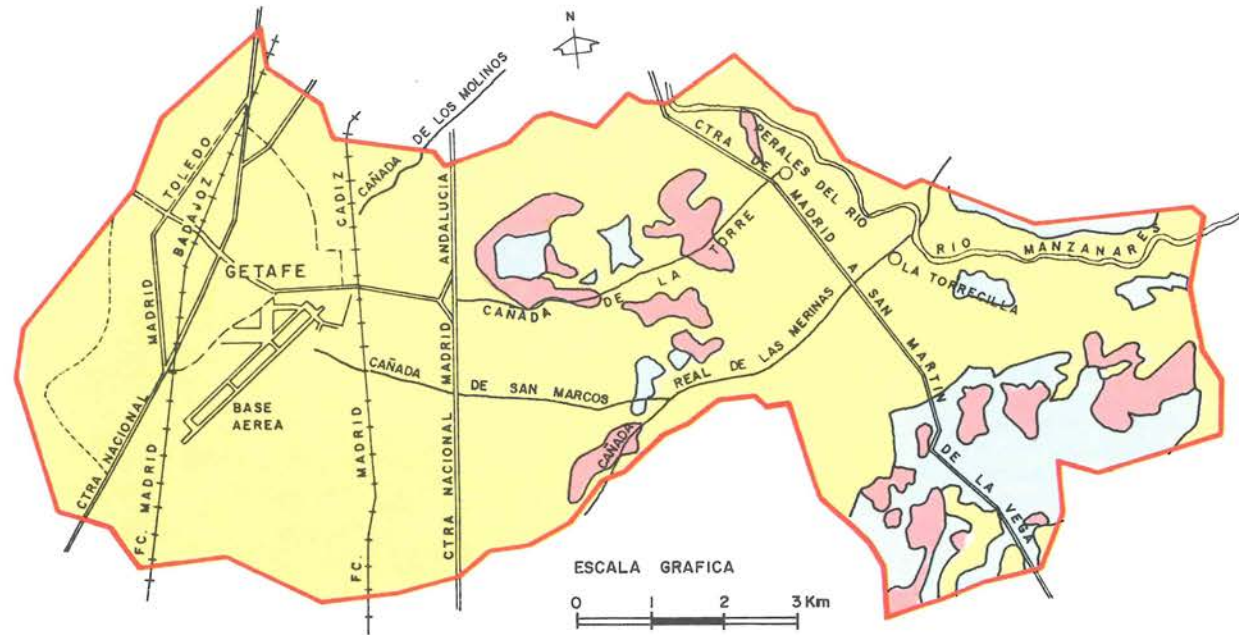 N
CAÑADA DE LOS MOLINOS
TOLEDO
BADAJOZ
CADIZ
ANDALUCIA
CTRA DE MADRID A SAN MARTIN DE LA VEGA
PERALES DEL RIO
RIO MANZANARES
LA TORRECILLA
GETAFE
CAÑADA DE LA TORRE
MADRID
CAÑADA DE SAN MARCOS
CAÑADA REAL DE LAS MERINAS
BASE
AEREA
CTRA NACIONAL
FC. MADRID
FC. MADRID
CTRA NACIONAL MADRID
ESCALA GRAFICA
0 1 2 3 Km